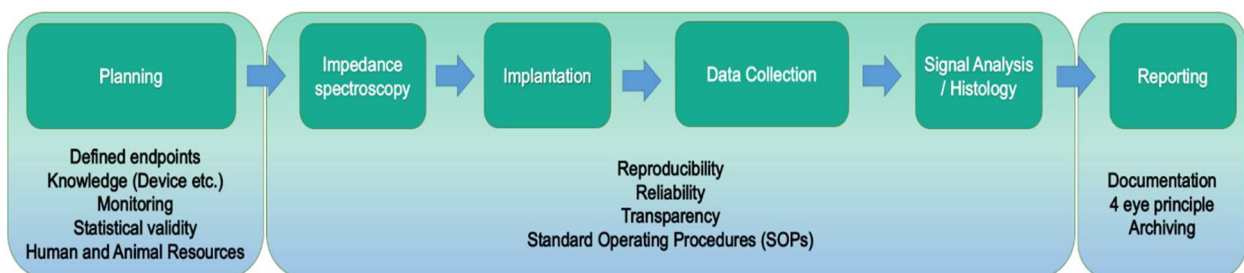 Planning
Impedance
spectroscopy
Implantation
Data Collection
Signal Analysis
/ Histology
Reporting
Defined endpoints
Knowledge (Device etc.)
Monitoring
Statistical validity
Human and Animal Resources
Reproducibility
Reliability
Transparency
Standard Operating Procedures (SOPs)
Documentation
4 eye principle
Archiving